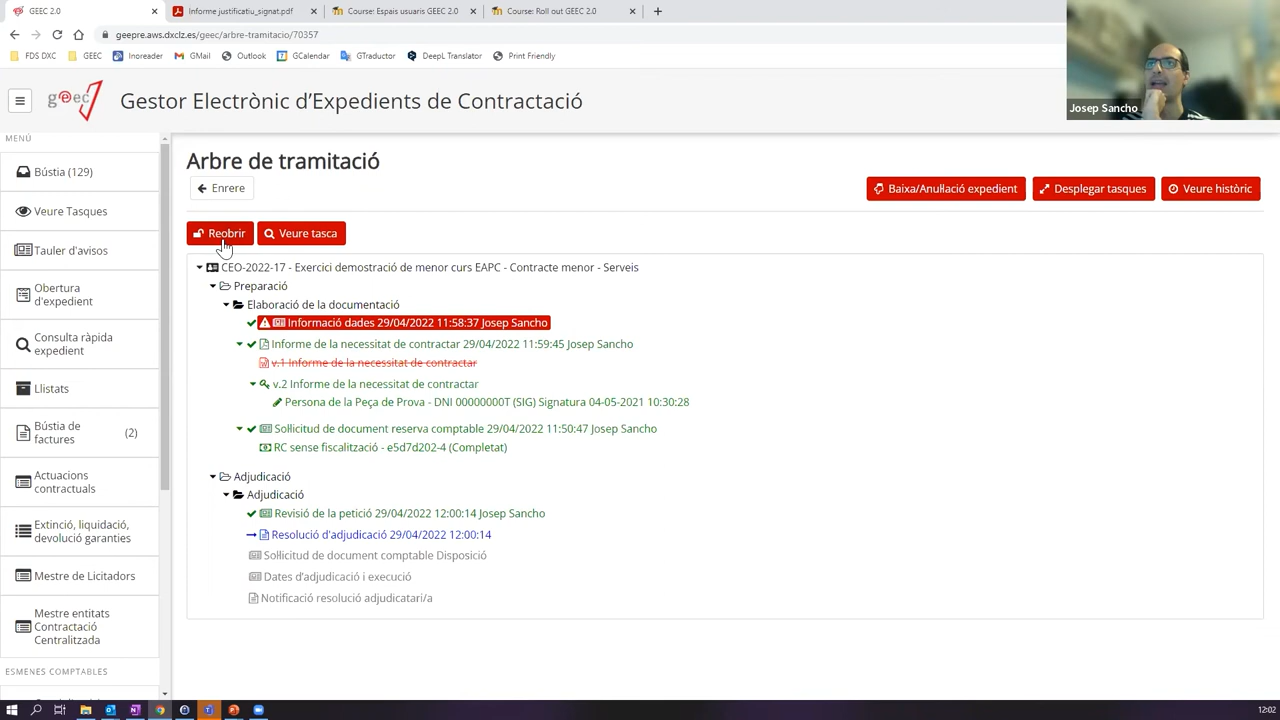 GEEC 2.0
Informe justificatiu_signat.pdf
Course: Espais usuaris GEEC 2.0
Course: Roll out GEEC 2.0
geepre.aws.dxclz.es/geec/arbre-tramitacio/70357
FDS DXC
GEEC
Inoreader
GMail
Outlook
GCalendar
GTraductor
DeepL Translator
Print Friendly
Josep Sancho
geec
Gestor Electrònic d'Expedients de Contractació
MENÚ
Bústia (129)
Veure Tasques
Tauler d'avisos
Obertura
d'expedient
Consulta ràpida
expedient
Llistats
Bústia de
factures
(2)
Actuacions
contractuals
Extinció, liquidació,
devolució garanties
Mestre de Licitadors
Mestre entitats
Contractació
Centralitzada
ESMENES COMPTABLES
Arbre de tramitació
Enrere
Baixa/Anul·lació expedient
Desplegar tasques
Veure històric
Reobrir
Veure tasca
CEO-2022-17 - Exercici demostració de menor curs EAPC - Contracte menor - Serveis
Preparació
Elaboració de la documentació
Informació dades 29/04/2022 11:58:37 Josep Sancho
Informe de la necessitat de contractar 29/04/2022 11:59:45 Josep Sancho
v.1 Informe de la necessitat de contractar
v.2 Informe de la necessitat de contractar
Persona de la Peça de Prova - DNI 00000000T (SIG) Signatura 04-05-2021 10:30:28
Sol·licitud de document reserva comptable 29/04/2022 11:50:47 Josep Sancho
RC sense fiscalització - e5d7d202-4 (Completat)
Adjudicació
Adjudicació
Revisió de la petició 29/04/2022 12:00:14 Josep Sancho
Resolució d'adjudicació 29/04/2022 12:00:14
Sol·licitud de document comptable Disposició
Dates d'adjudicació i execució
Notificació resolució adjudicatari/a
12:02